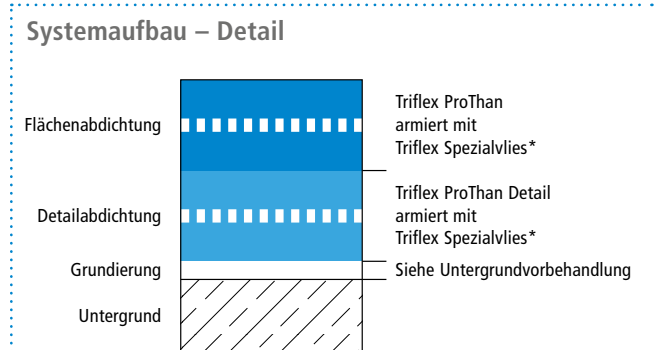 Systemaufbau – Detail
Flächenabdichtung
Triflex ProThan
armiert mit
Triflex Spezialvlies*
Detailabdichtung
Triflex ProThan Detail
armiert mit
Triflex Spezialvlies*
Grundierung
Siehe Untergrundvorbehandlung
Untergrund